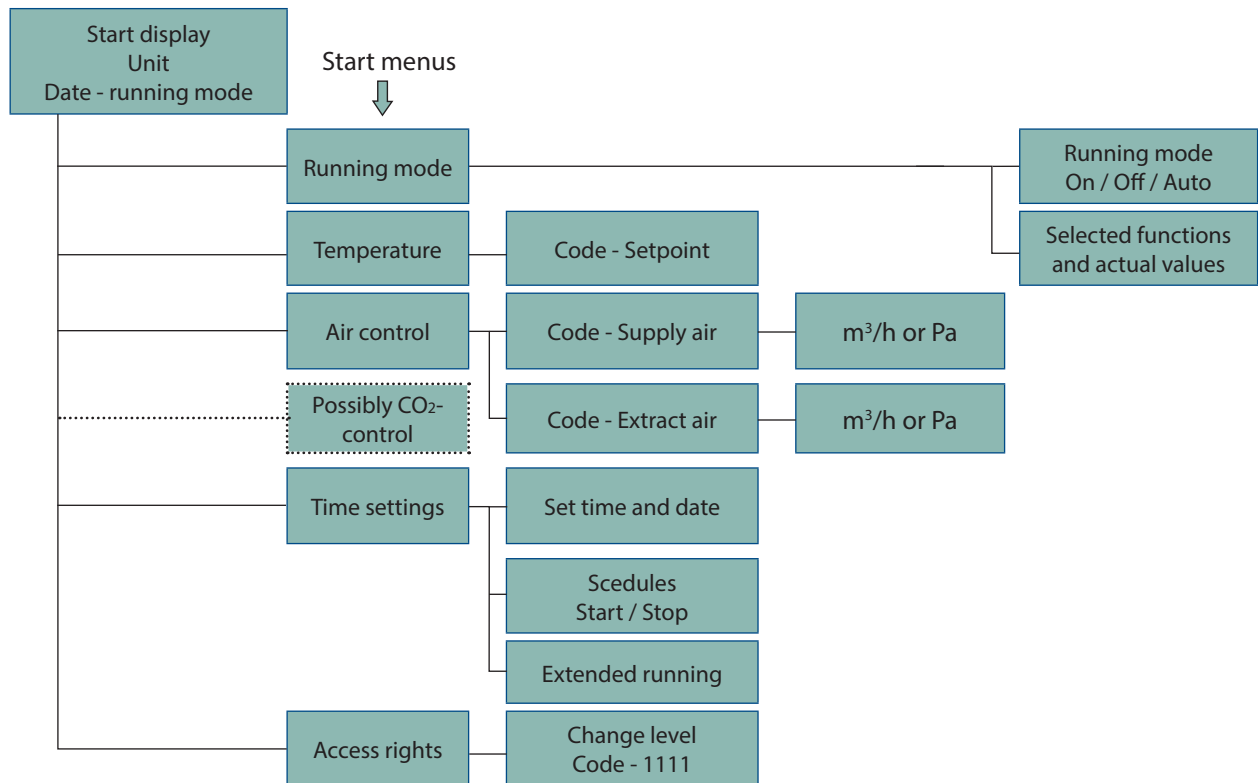 Start display
Unit
Date - running mode
Start menus
Running mode
Running mode
On / Off / Auto
Selected functions
and actual values
Temperature
Code - Setpoint
Air control
Code - Supply air
m³/h or Pa
Possibly CO₂-
control
Code - Extract air
m³/h or Pa
Time settings
Set time and date
Scedules
Start / Stop
Extended running
Access rights
Change level
Code - 1111